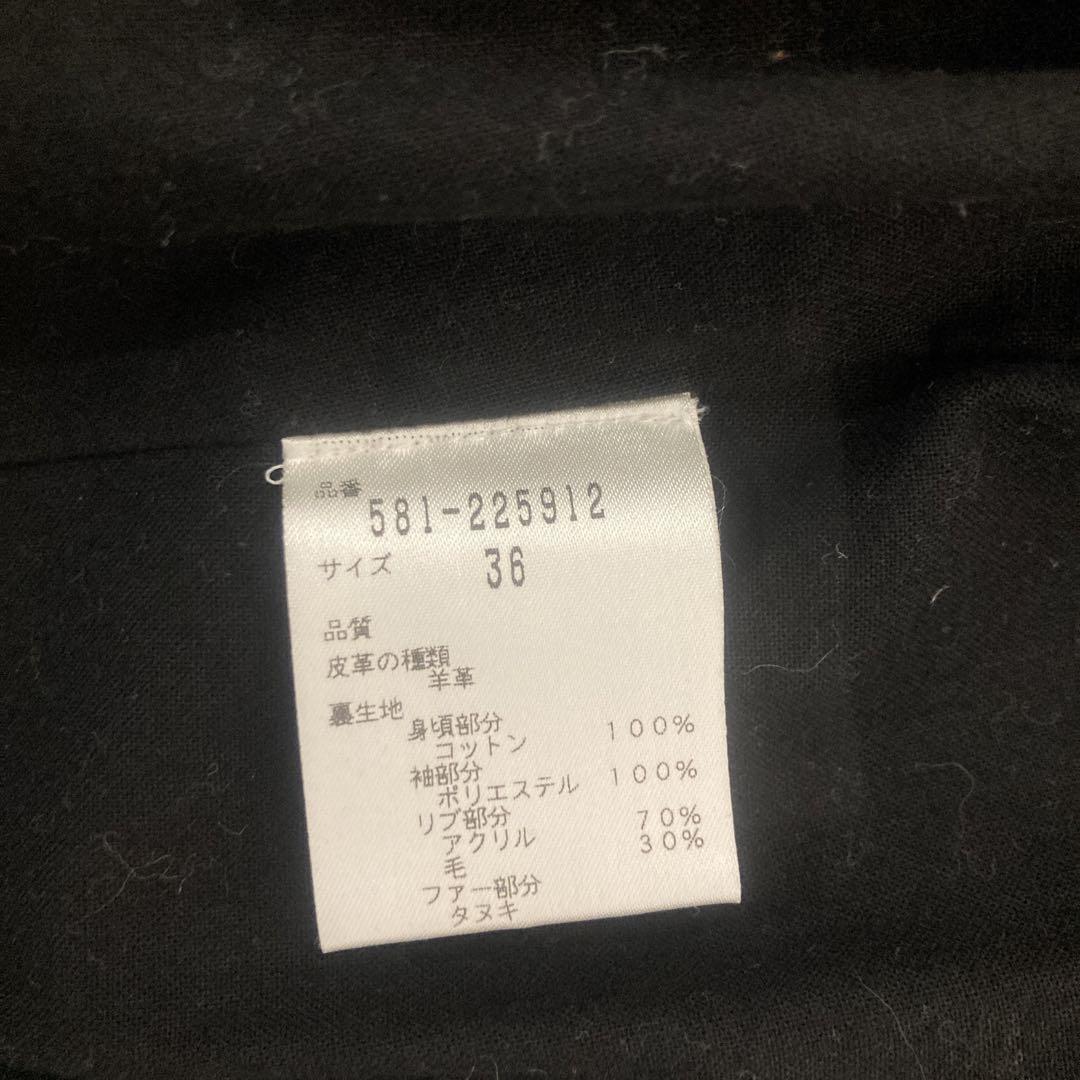 品番
581-225912
サイズ 36
品質
皮革の種類
羊革
裏生地
身頃部分
コットン 100%
袖部分
ポリエステル 100%
リブ部分
アクリル 70%
毛 30%
ファー部分
タヌキ